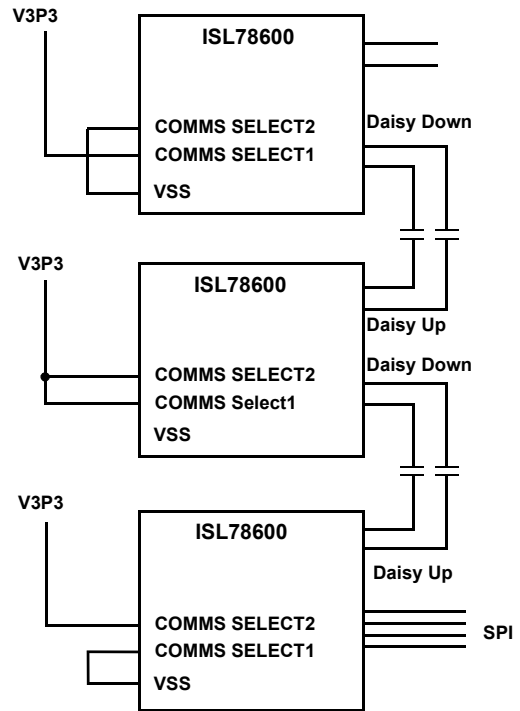 V3P3
ISL78600
COMMS SELECT2
Daisy Down
COMMS SELECT1
VSS
V3P3
ISL78600
Daisy Up
Daisy Down
COMMS SELECT2
COMMS Select1
VSS
V3P3
ISL78600
Daisy Up
COMMS SELECT2
SPI
COMMS SELECT1
VSS